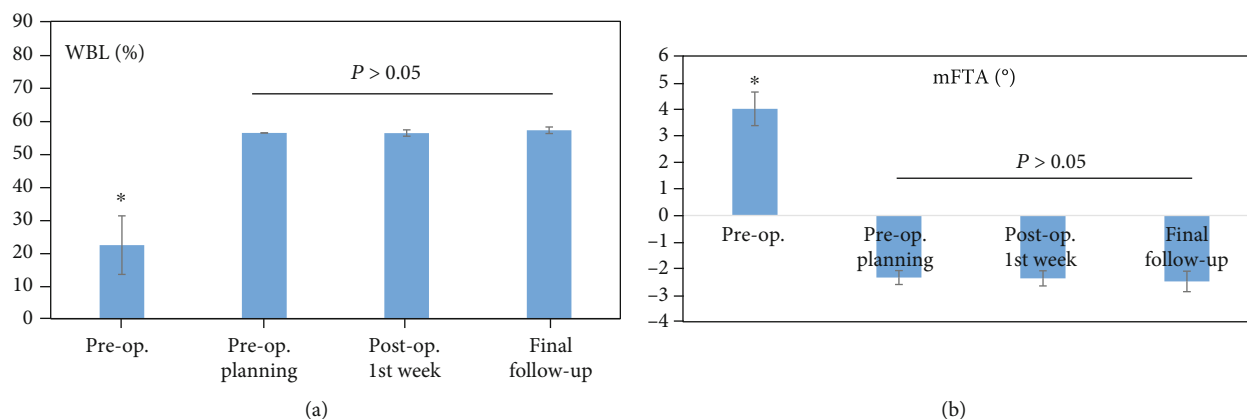 WBL (%)
P > 0.05
90
80
70
60
50
40
30
20
10
0
*
Pre-op.
Pre-op.
planning
Post-op.
1st week
Final
follow-up
(a)
mFTA (°)
P > 0.05
6
5
4
3
2
1
0
−1
−2
−3
−4
*
Pre-op.
Pre-op.
planning
Post-op.
1st week
Final
follow-up
(b)